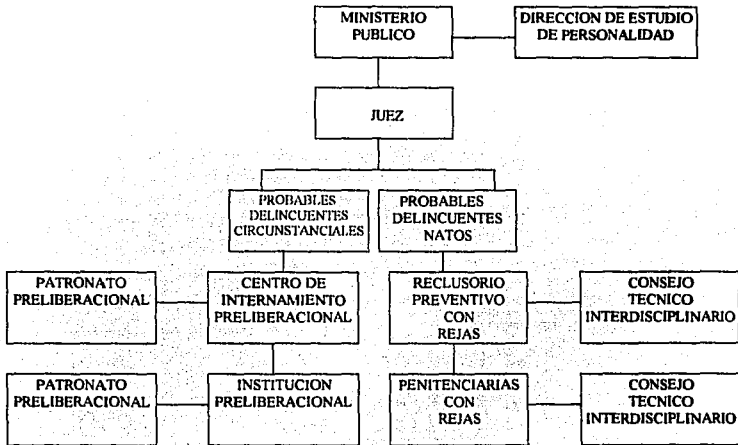 MINISTERIO
PUBLICO
DIRECCION DE ESTUDIO
DE PERSONALIDAD
JUEZ
PROBABLES
DELINCUENTES
CIRCUNSTANCIALES
PROBABLES
DELINCUENTES
NATOS
PATRONATO
PRELIBERACIONAL
CENTRO DE
INTERNAMIENTO
PRELIBERACIONAL
RECLUSORIO
PREVENTIVO
CON
REJAS
CONSEJO
TECNICO
INTERDISCIPLINARIO
PATRONATO
PRELIBERACIONAL
INSTITUCION
PRELIBERACIONAL
PENITENCIARIAS
CON
REJAS
CONSEJO
TECNICO
INTERDISCIPLINARIO